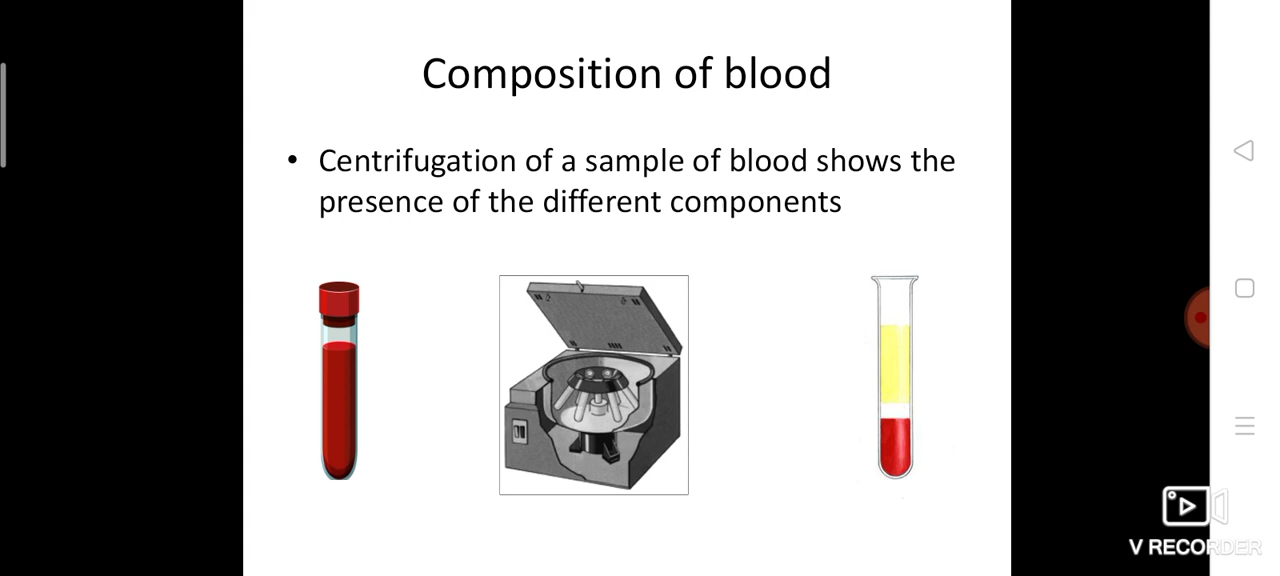 Composition of blood
• Centrifugation of a sample of blood shows the
presence of the different components
V RECORDER